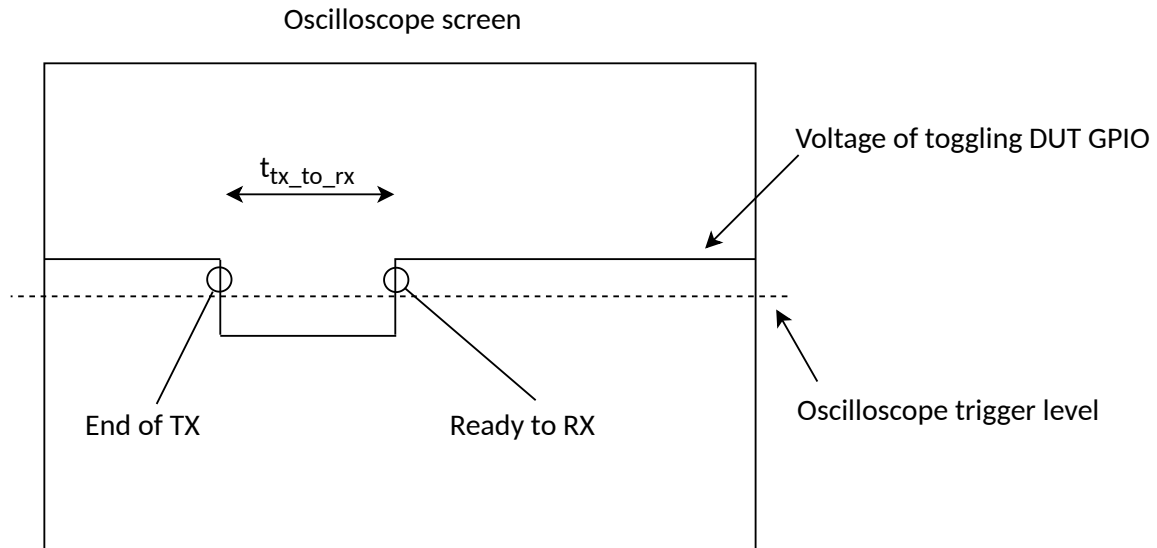 Oscilloscope screen
Voltage of toggling DUT GPIO
t_tx_to_rx
End of TX
Ready to RX
Oscilloscope trigger level